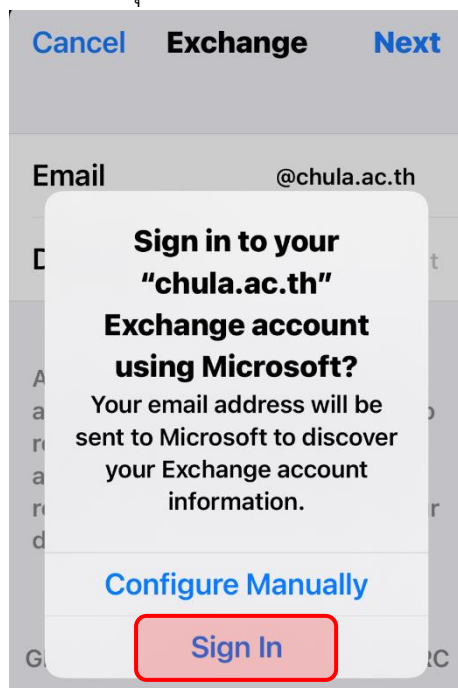 Cancel Exchange Next
Email @chula.ac.th
Sign in to your
“chula.ac.th”
Exchange account
using Microsoft?
Your email address will be
sent to Microsoft to discover
your Exchange account
information.
Configure Manually
Sign In